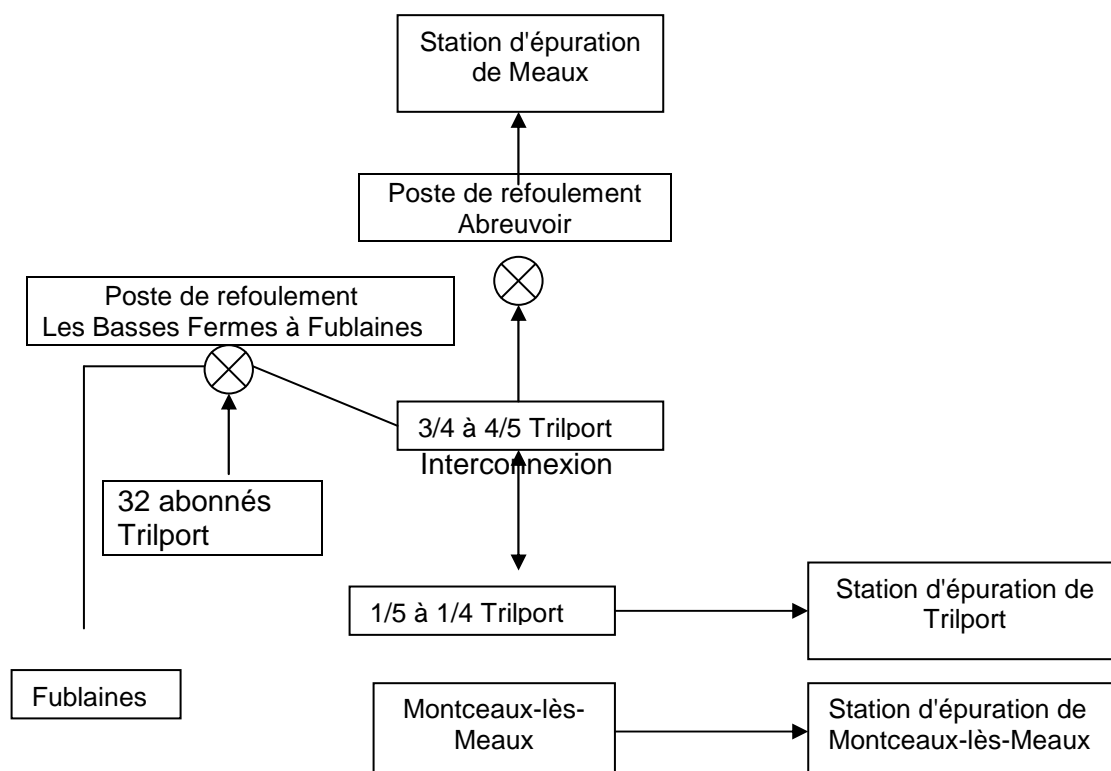 Station d'épuration
de Meaux
Poste de refoulement
Abreuvoir
Poste de refoulement
Les Basses Fermes à Fublaines
3/4 à 4/5 Trilport
Interconnexion
32 abonnés
Trilport
1/5 à 1/4 Trilport
Station d'épuration de
Trilport
Fublaines
Montceaux-lès-
Meaux
Station d'épuration de
Montceaux-lès-Meaux